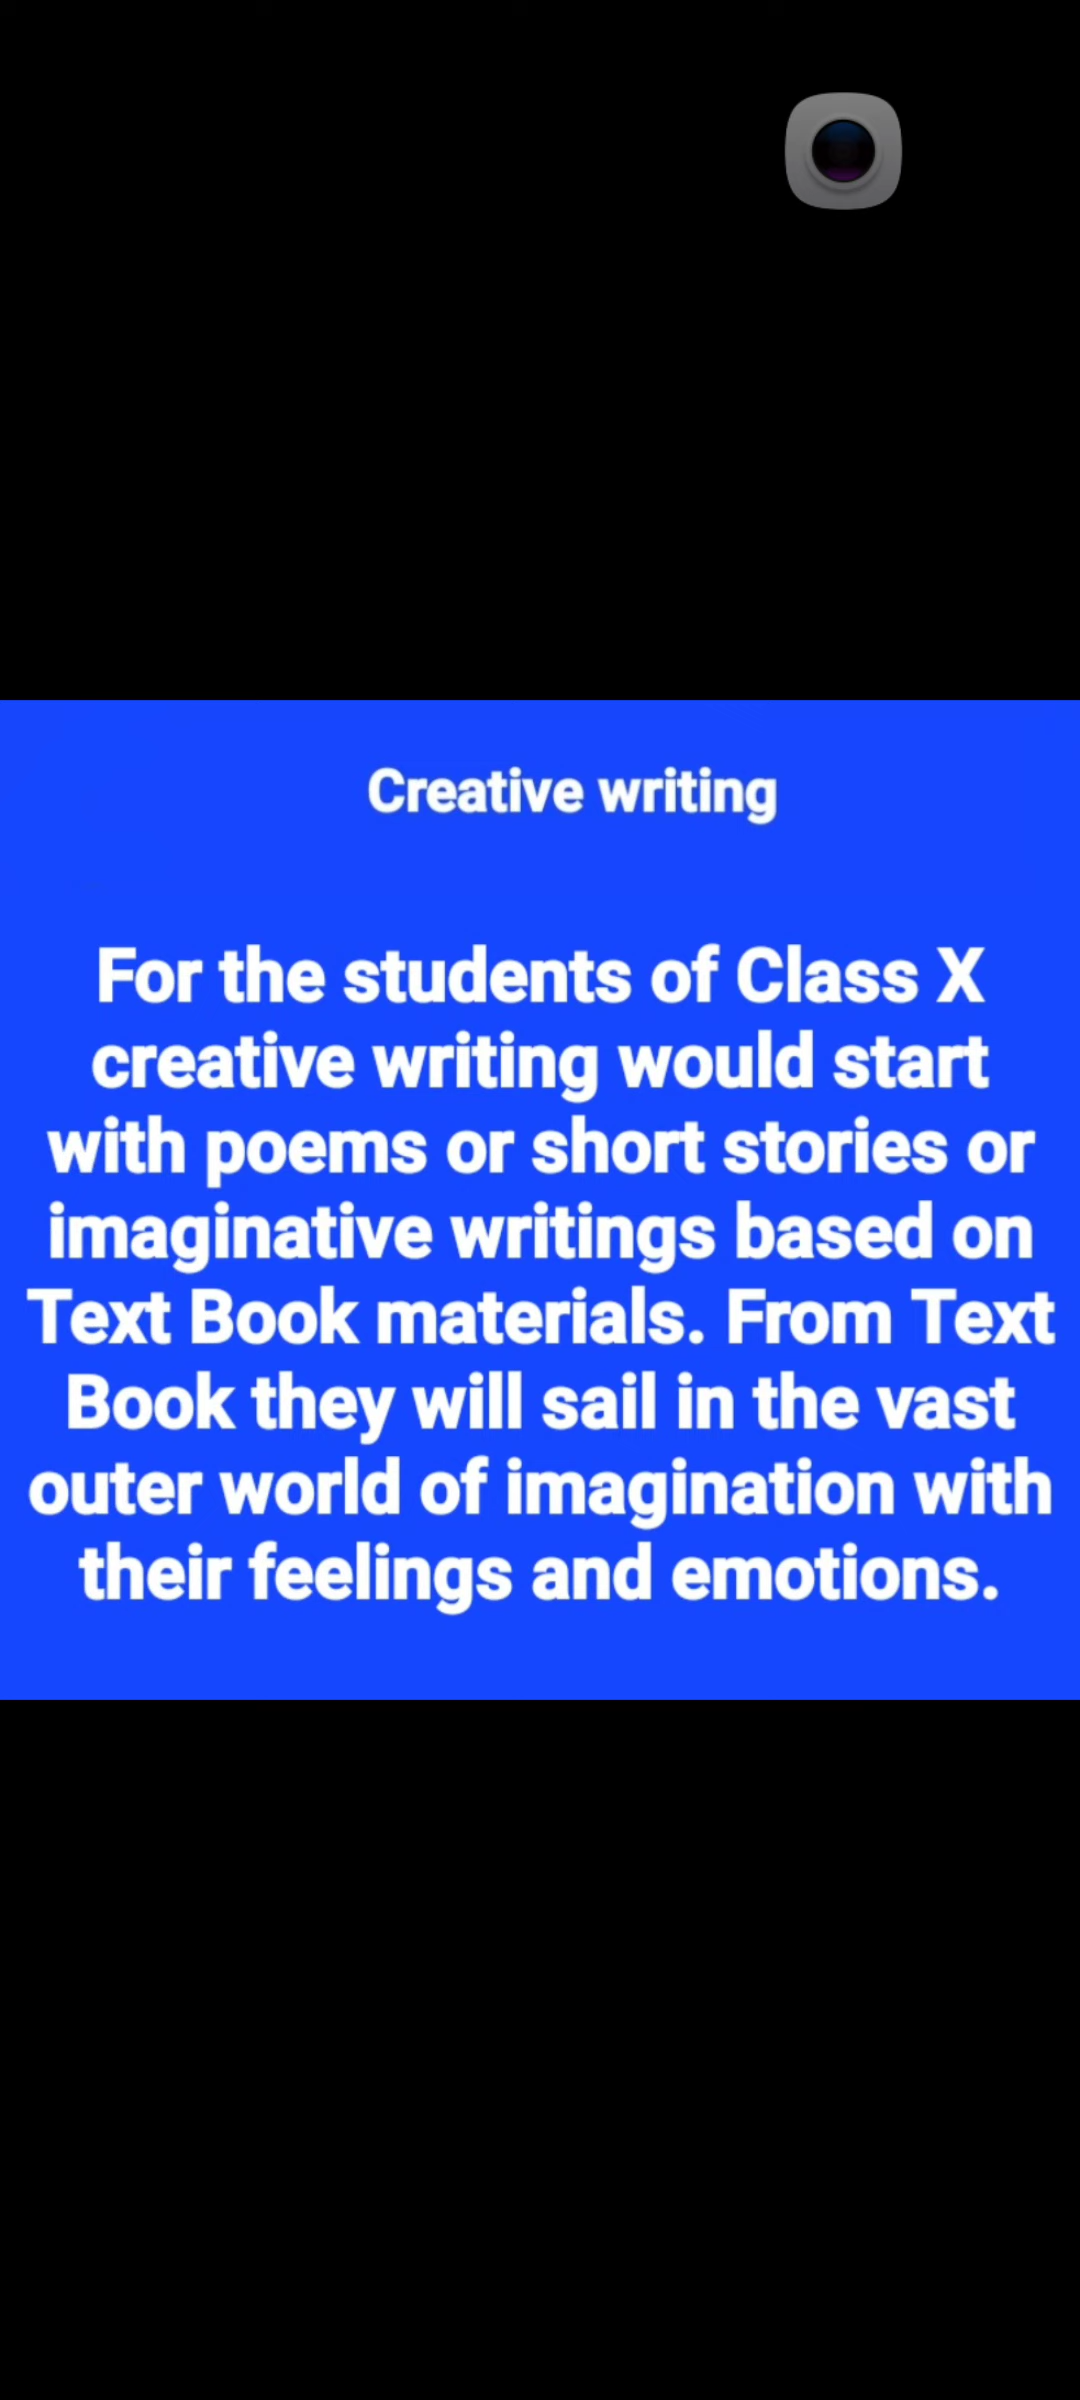 Creative writing
For the students of Class X
creative writing would start
with poems or short stories or
imaginative writings based on
Text Book materials. From Text
Book they will sail in the vast
outer world of imagination with
their feelings and emotions.